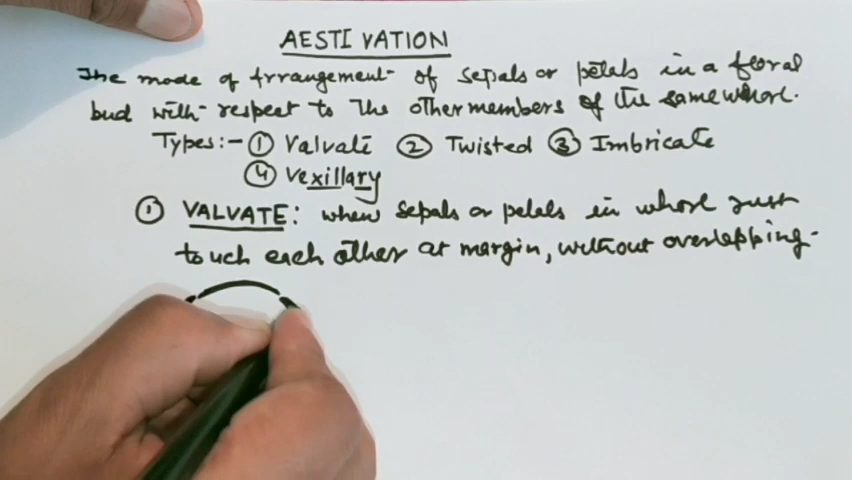 AESTIVATION
The mode of Arrangement of sepals or petals in a floral
bud with respect to the other members of the same whorl.
Types:- ① Valvate ② Twisted ③ Imbricate
④ Vexillary
① VALVATE: when sepals or petals in whorl just
touch each other at margin, without overlapping.